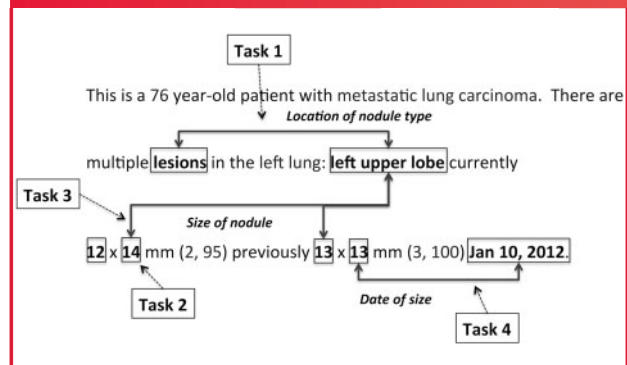 Task 1
This is a 76 year-old patient with metastatic lung carcinoma. There are
Location of nodule type
multiple lesions in the left lung: left upper lobe currently
Task 3
Size of nodule
12 x 14 mm (2, 95) previously 13 x 13 mm (3, 100) Jan 10, 2012.
Task 2
Date of size
Task 4